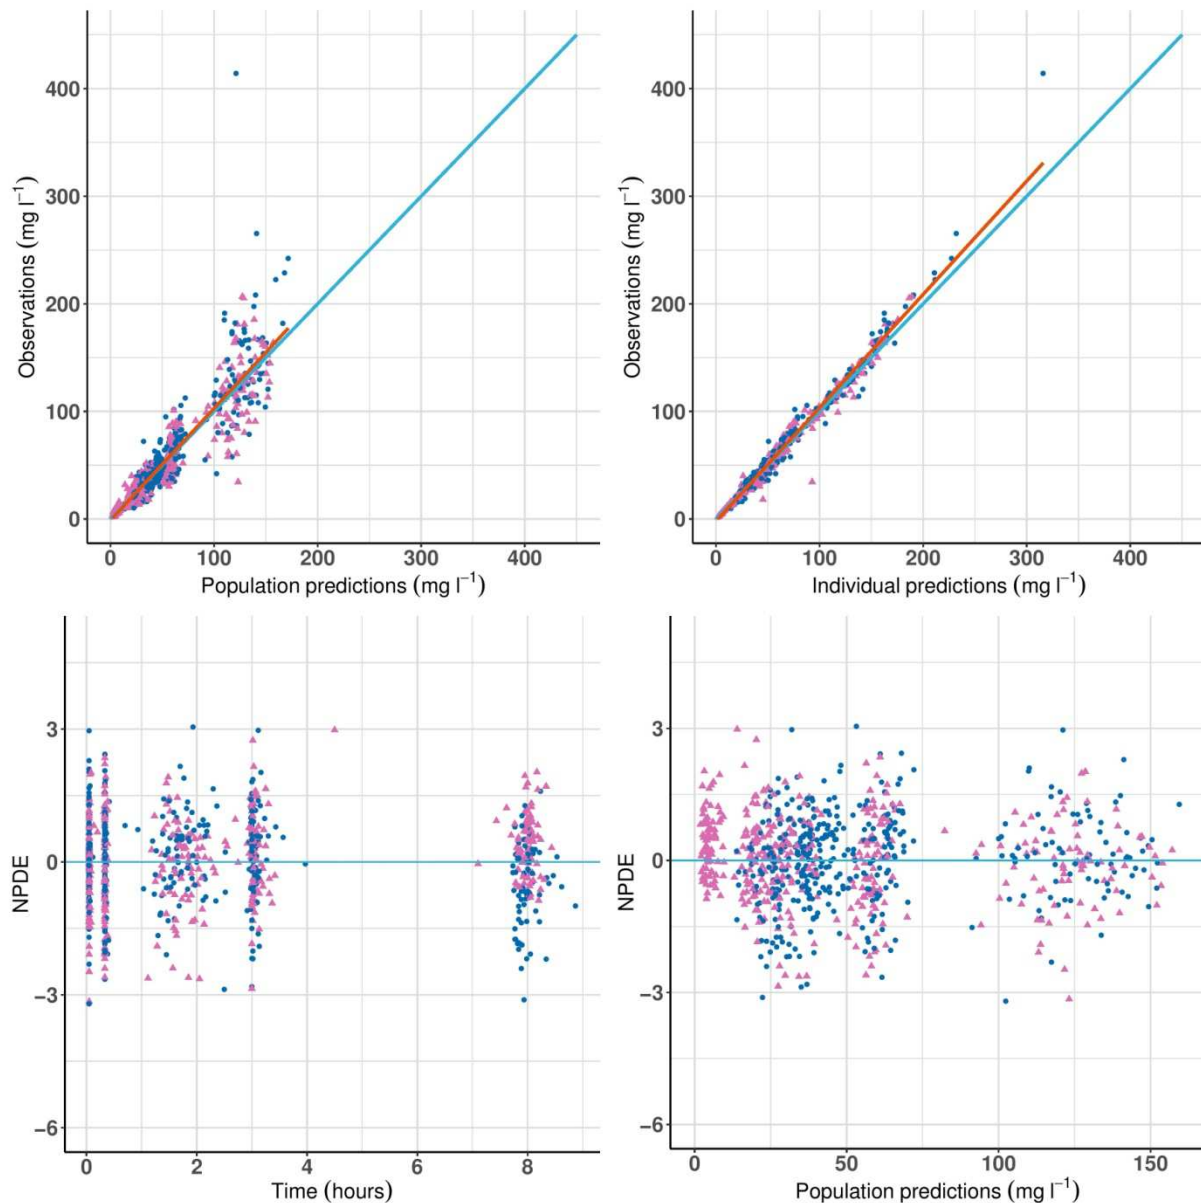 Observations (mg l⁻¹)
400
300
200
100
0
0 100 200 300 400
Population predictions (mg l⁻¹)
Observations (mg l⁻¹)
400
300
200
100
0
0 100 200 300 400
Individual predictions (mg l⁻¹)
NPDE
3
0
−3
−6
0 2 4 6 8
Time (hours)
NPDE
3
0
−3
−6
0 50 100 150
Population predictions (mg l⁻¹)